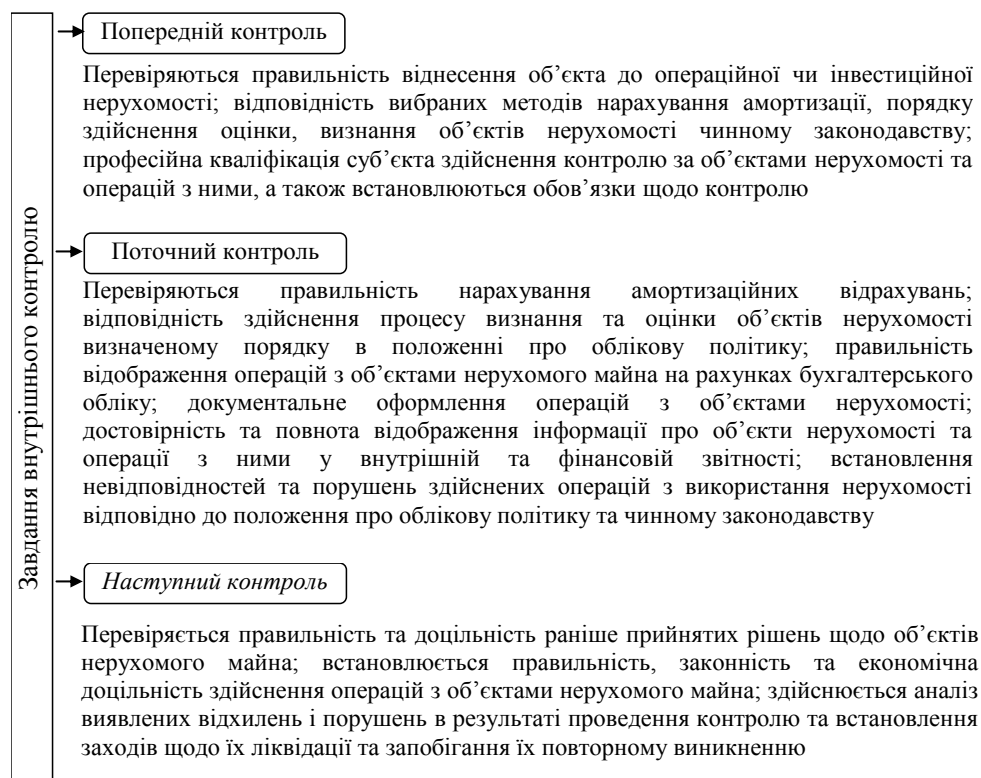 Завдання внутрішнього контролю
Попередній контроль
Перевіряються правильність віднесення об’єкта до операційної чи інвестиційної
нерухомості; відповідність вибраних методів нарахування амортизації, порядку
здійснення оцінки, визнання об’єктів нерухомості чинному законодавству;
професійна кваліфікація суб’єкта здійснення контролю за об’єктами нерухомості та
операцій з ними, а також встановлюються обов’язки щодо контролю
Поточний контроль
Перевіряються правильність нарахування амортизаційних відрахувань;
відповідність здійснення процесу визнання та оцінки об’єктів нерухомості
визначеному порядку в положенні про облікову політику; правильність
відображення операцій з об’єктами нерухомого майна на рахунках бухгалтерського
обліку; документальне оформлення операцій з об’єктами нерухомості;
достовірність та повнота відображення інформації про об’єкти нерухомості та
операції з ними у внутрішній та фінансовій звітності; встановлення
невідповідностей та порушень здійснених операцій з використання нерухомості
відповідно до положення про облікову політику та чинному законодавству
Наступний контроль
Перевіряється правильність та доцільність раніше прийнятих рішень щодо об’єктів
нерухомого майна; встановлюється правильність, законність та економічна
доцільність здійснення операцій з об’єктами нерухомого майна; здійснюється аналіз
виявлених відхилень і порушень в результаті проведення контролю та встановлення
заходів щодо їх ліквідації та запобігання їх повторному виникненню